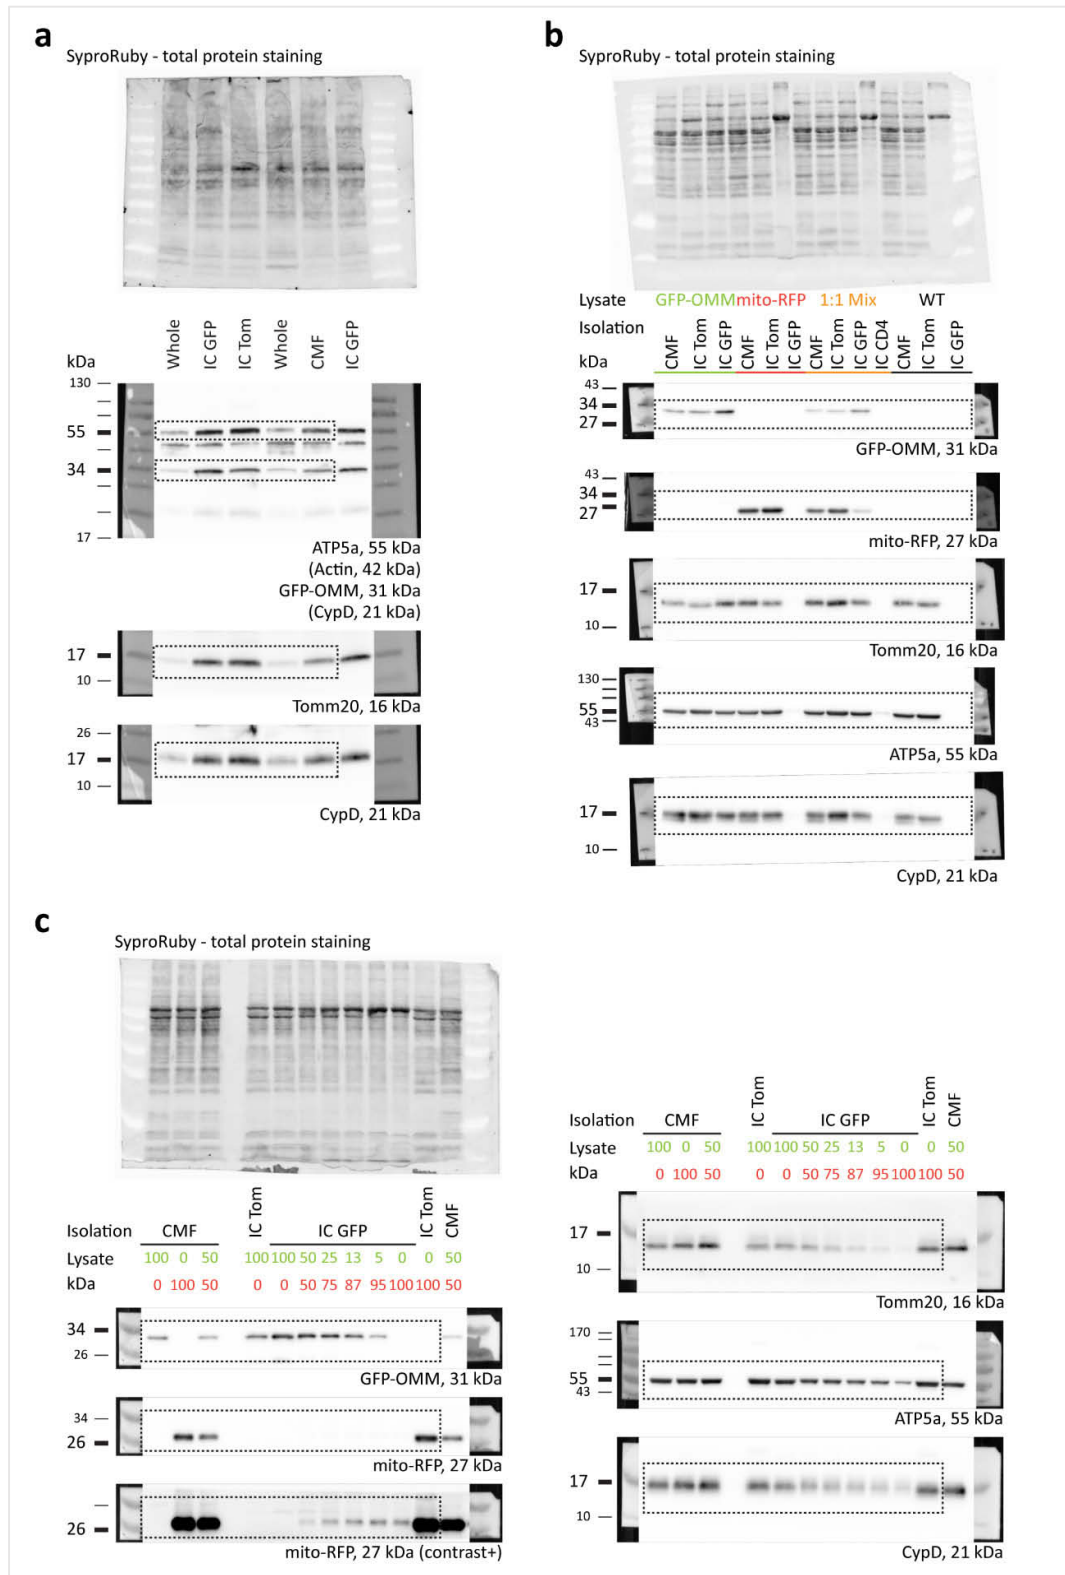 a
SyproRuby - total protein staining
Whole
IC GFP
IC Tom
Whole
CMF
IC GFP
kDa
130
55
34
17
ATP5a, 55 kDa
(Actin, 42 kDa)
GFP-OMM, 31 kDa
(CypD, 21 kDa)
17
10
Tomm20, 16 kDa
26
17
10
CypD, 21 kDa
b
SyproRuby - total protein staining
Lysate GFP-OMM mito-RFP 1:1 Mix WT
Isolation
kDa
CMF
IC Tom
IC GFP
CMF
IC Tom
IC GFP
CMF
IC Tom
IC GFP
IC CD4
CMF
IC Tom
IC GFP
43
34
27
GFP-OMM, 31 kDa
43
34
27
mito-RFP, 27 kDa
17
10
Tomm20, 16 kDa
130
55
43
ATP5a, 55 kDa
17
10
CypD, 21 kDa
c
SyproRuby - total protein staining
Isolation CMF IC Tom IC GFP IC Tom CMF
Lysate 100 0 50 100 100 50 25 13 5 0 0 50
kDa 0 100 50 0 0 50 75 87 95 100 100 50
34
26
GFP-OMM, 31 kDa
34
26
mito-RFP, 27 kDa
26
mito-RFP, 27 kDa (contrast+)
Isolation CMF IC Tom IC GFP IC Tom CMF
Lysate 100 0 50 100 100 50 25 13 5 0 0 50
kDa 0 100 50 0 0 50 75 87 95 100 100 50
17
10
Tomm20, 16 kDa
170
55
43
ATP5a, 55 kDa
17
10
CypD, 21 kDa